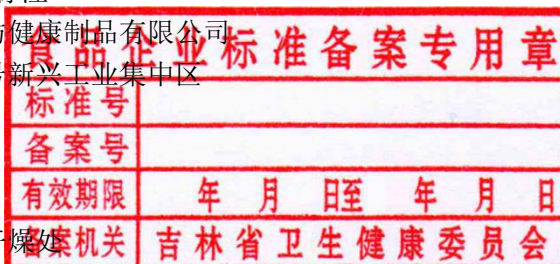 健康制品有限公司
食品企业标准备案专用章
新兴工业集中区
标准号
备案号
有效期限 年 月 日至 年 月 日
燥处
备案机关 吉林省卫生健康委员会